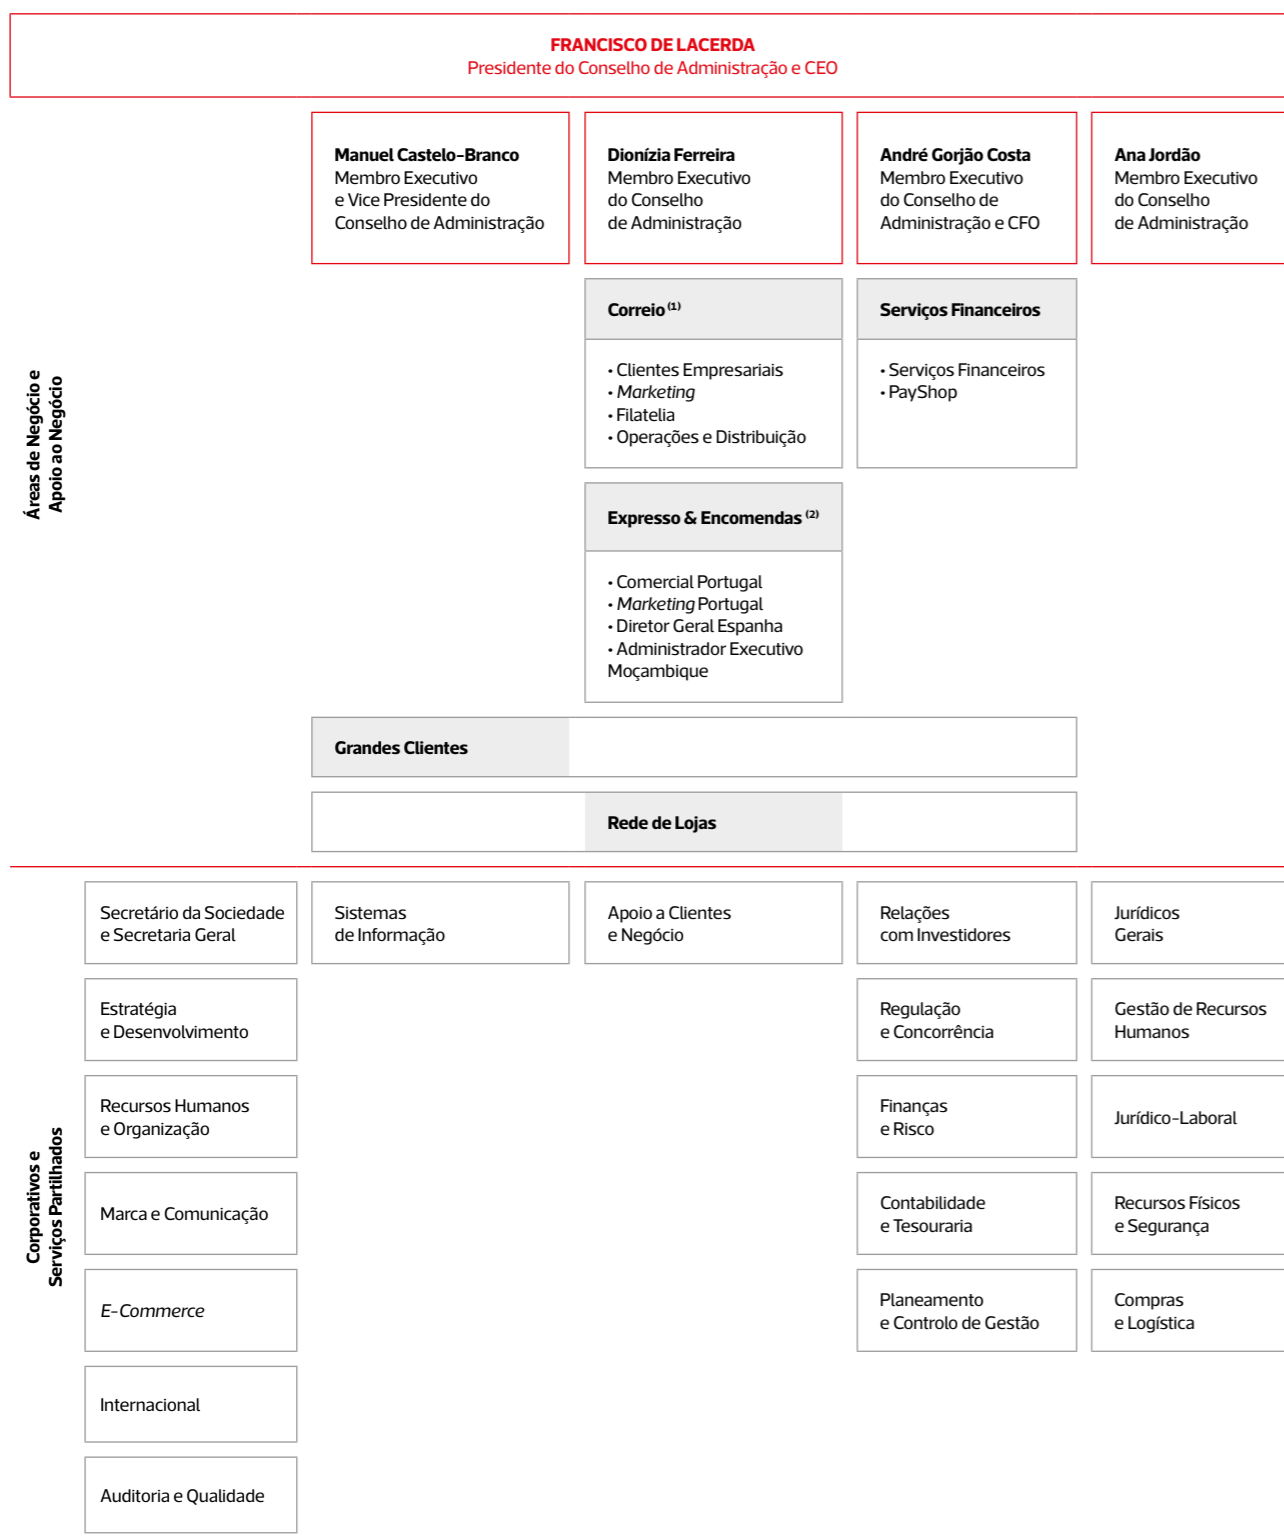 FRANCISCO DE LACERDA
Presidente do Conselho de Administração e CEO
Manuel Castelo-Branco
Membro Executivo
e Vice Presidente do
Conselho de Administração
Dionízia Ferreira
Membro Executivo
do Conselho
de Administração
André Gorjão Costa
Membro Executivo
do Conselho de
Administração e CFO
Ana Jordão
Membro Executivo
do Conselho
de Administração
Áreas de Negócio e
Apoio ao Negócio
Correio (1)
• Clientes Empresariais
• Marketing
• Filatelia
• Operações e Distribuição
Serviços Financeiros
• Serviços Financeiros
• PayShop
Expresso & Encomendas (2)
• Comercial Portugal
• Marketing Portugal
• Diretor Geral Espanha
• Administrador Executivo
Moçambique
Grandes Clientes
Rede de Lojas
Corporativos e
Serviços Partilhados
Secretário da Sociedade
e Secretaria Geral
Sistemas
de Informação
Apoio a Clientes
e Negócio
Relações
com Investidores
Jurídicos
Gerais
Estratégia
e Desenvolvimento
Regulação
e Concorrência
Gestão de Recursos
Humanos
Recursos Humanos
e Organização
Finanças
e Risco
Jurídico-Laboral
Marca e Comunicação
Contabilidade
e Tesouraria
Recursos Físicos
e Segurança
E-Commerce
Planeamento
e Controlo de Gestão
Compras
e Logística
Internacional
Auditoria e Qualidade